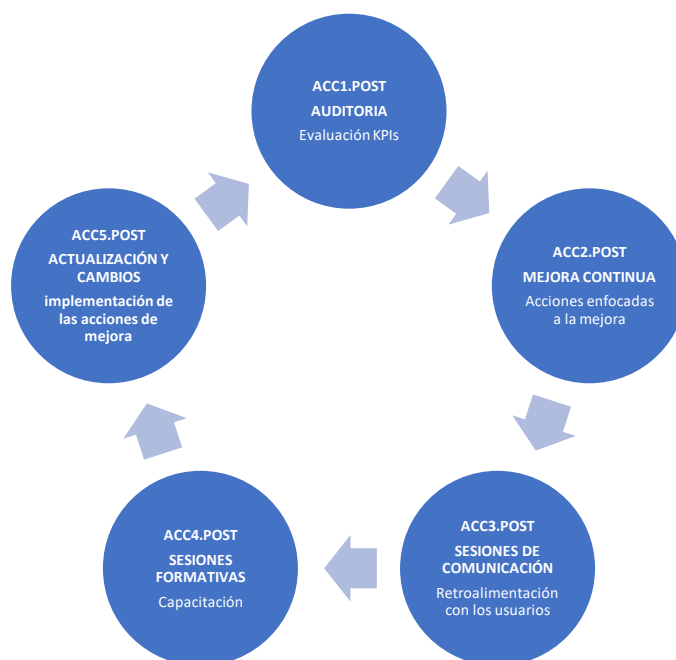 ACC1.POST
AUDITORIA
Evaluación KPIs
ACC2.POST
MEJORA CONTINUA
Acciones enfocadas
a la mejora
ACC3.POST
SESIONES DE
COMUNICACIÓN
Retroalimentación
con los usuarios
ACC4.POST
SESIONES
FORMATIVAS
Capacitación
ACC5.POST
ACTUALIZACIÓN Y
CAMBIOS
implementación de
las acciones de
mejora